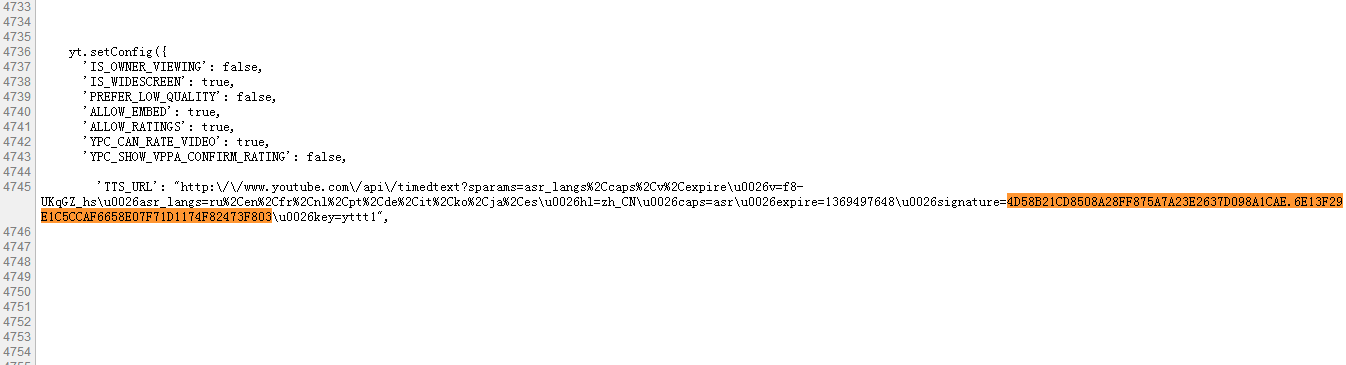 4733
4734
4735
4736 yt.setConfig({
4737 'IS_OWNER_VIEWING': false,
4738 'IS_WIDESCREEN': true,
4739 'PREFER_LOW_QUALITY': false,
4740 'ALLOW_EMBED': true,
4741 'ALLOW_RATINGS': true,
4742 'YPC_CAN_RATE_VIDEO': true,
4743 'YPC_SHOW_VPPA_CONFIRM_RATING': false,
4744
4745 'TTS_URL': "http:\/\/www.youtube.com\/api\/timedtext?sparams=asr_langs%2Ccaps%2Cv%2Cexpire\u0026v=f8-
UKqGZ_hs\u0026asr_langs=ru%2Cen%2Cfr%2Cnl%2Cpt%2Cde%2Cit%2Cko%2Cja%2Ces\u0026hl=zh_CN\u0026caps=asr\u0026expire=1369497648\u0026signature=4D58B21CD8508A28FF875A7A23E2637D098A1CAE.6E13F29
E1C5CCAF6658E07F71D1174F82473F803\u0026key=yttt1",
4746
4747
4748
4749
4750
4751
4752
4753
4754